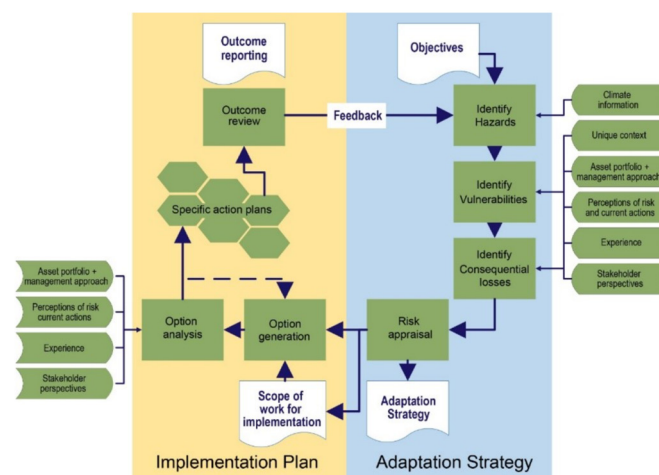 Outcome
reporting
Objectives
Outcome
review
Feedback
Identify
Hazards
Climate
information
Unique context
Asset portfolio +
management approach
Perceptions of risk
and current actions
Experience
Stakeholder
perspectives
Identify
Vulnerabilities
Specific action plans
Identify
Consequential
losses
Asset portfolio +
management approach
Perceptions of risk
current actions
Experience
Stakeholder
perspectives
Option
analysis
Option
generation
Risk
appraisal
Scope of
work for
implementation
Adaptation
Strategy
Implementation Plan
Adaptation Strategy